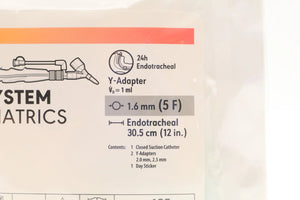 24h
Endotracheal
Y-Adapter
= 1 ml
YSTEM
IATRICS
1.6 mm (5 F)
Endotracheal
30.5 cm (12 in.)
Contents: 1 Closed Suction Catheter
2 Y-Adapters
2,0 mm, 2,5 mm
1 Day Sticker